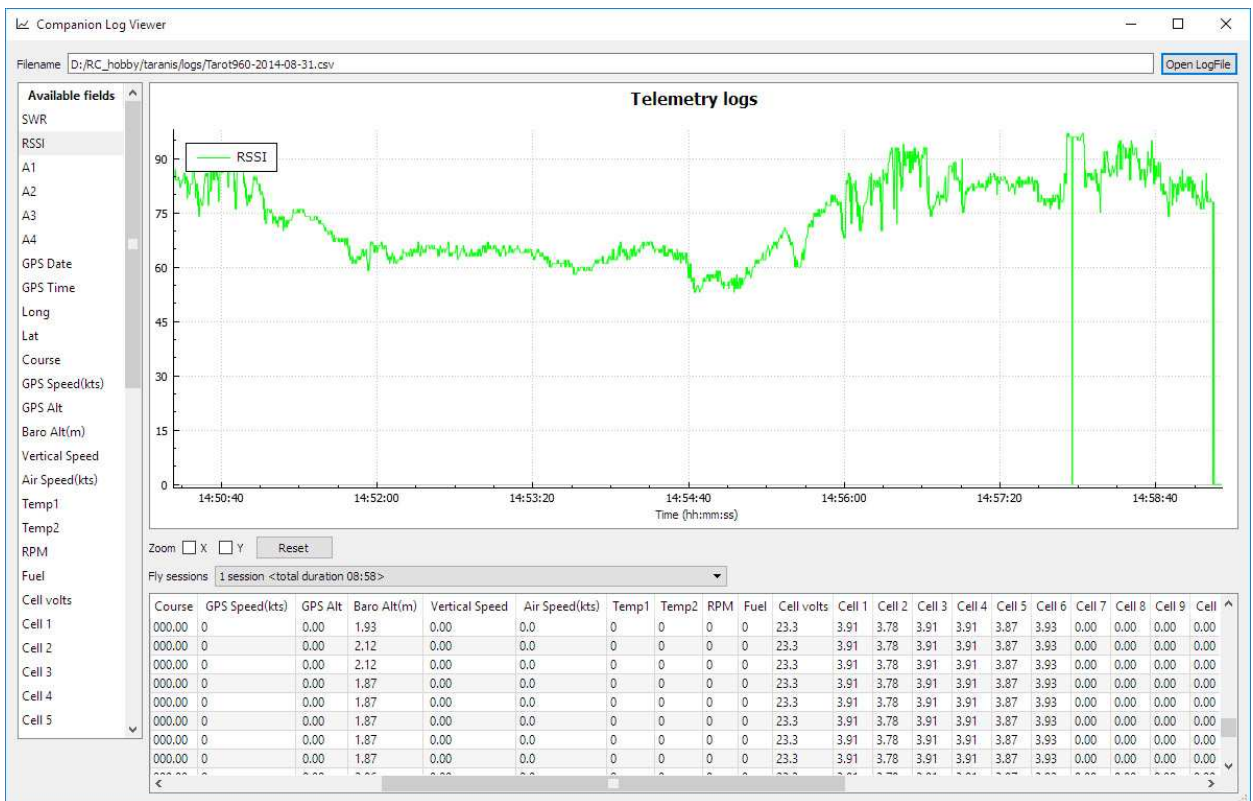 Companion Log Viewer
Filename D:/RC_hobby/taranis/logs/Tarot960-2014-08-31.csv Open LogFile
Available fields
SWR
RSSI
A1
A2
A3
A4
GPS Date
GPS Time
Long
Lat
Course
GPS Speed(kts)
GPS Alt
Baro Alt(m)
Vertical Speed
Air Speed(kts)
Temp1
Temp2
RPM
Fuel
Cell volts
Cell 1
Cell 2
Cell 3
Cell 4
Cell 5
Telemetry logs
RSSI
90
75
60
45
30
15
0
14:50:40 14:52:00 14:53:20 14:54:40 14:56:00 14:57:20 14:58:40
Time (hh:mm:ss)
Zoom X Y Reset
Fly sessions 1 session <total duration 08:58>
Course GPS Speed(kts) GPS Alt Baro Alt(m) Vertical Speed Air Speed(kts) Temp1 Temp2 RPM Fuel Cell volts Cell 1 Cell 2 Cell 3 Cell 4 Cell 5 Cell 6 Cell 7 Cell 8 Cell 9 Cell
000.00 0 0.00 1.93 0.00 0.0 0 0 0 0 23.3 3.91 3.78 3.91 3.91 3.87 3.93 0.00 0.00 0.00 0.00
000.00 0 0.00 2.12 0.00 0.0 0 0 0 0 23.3 3.91 3.78 3.91 3.91 3.87 3.93 0.00 0.00 0.00 0.00
000.00 0 0.00 2.12 0.00 0.0 0 0 0 0 23.3 3.91 3.78 3.91 3.91 3.87 3.93 0.00 0.00 0.00 0.00
000.00 0 0.00 1.87 0.00 0.0 0 0 0 0 23.3 3.91 3.78 3.91 3.91 3.87 3.93 0.00 0.00 0.00 0.00
000.00 0 0.00 1.87 0.00 0.0 0 0 0 0 23.3 3.91 3.78 3.91 3.91 3.87 3.93 0.00 0.00 0.00 0.00
000.00 0 0.00 1.87 0.00 0.0 0 0 0 0 23.3 3.91 3.78 3.91 3.91 3.87 3.93 0.00 0.00 0.00 0.00
000.00 0 0.00 1.87 0.00 0.0 0 0 0 0 23.3 3.91 3.78 3.91 3.91 3.87 3.93 0.00 0.00 0.00 0.00
000.00 0 0.00 1.87 0.00 0.0 0 0 0 0 23.3 3.91 3.78 3.91 3.91 3.87 3.93 0.00 0.00 0.00 0.00